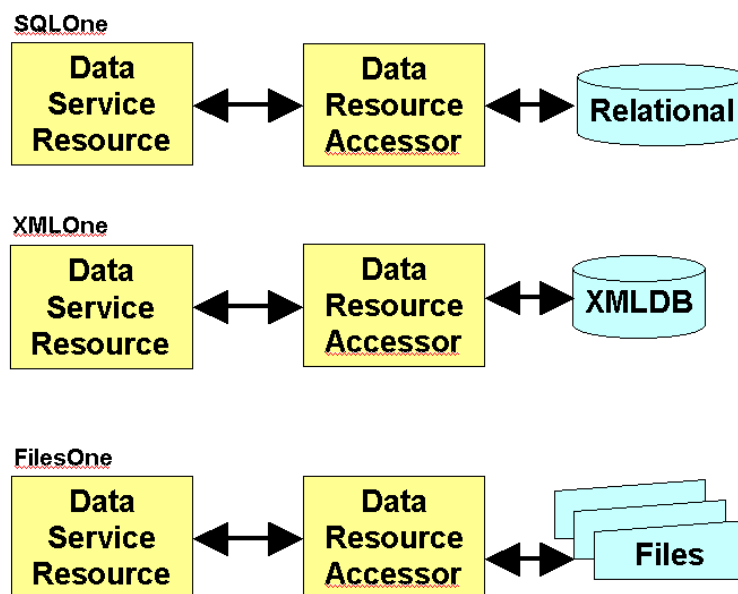 SQLOne
Data
Service
Resource
Data
Resource
Accessor
Relational
XMLOne
Data
Service
Resource
Data
Resource
Accessor
XMLDB
FilesOne
Data
Service
Resource
Data
Resource
Accessor
Files